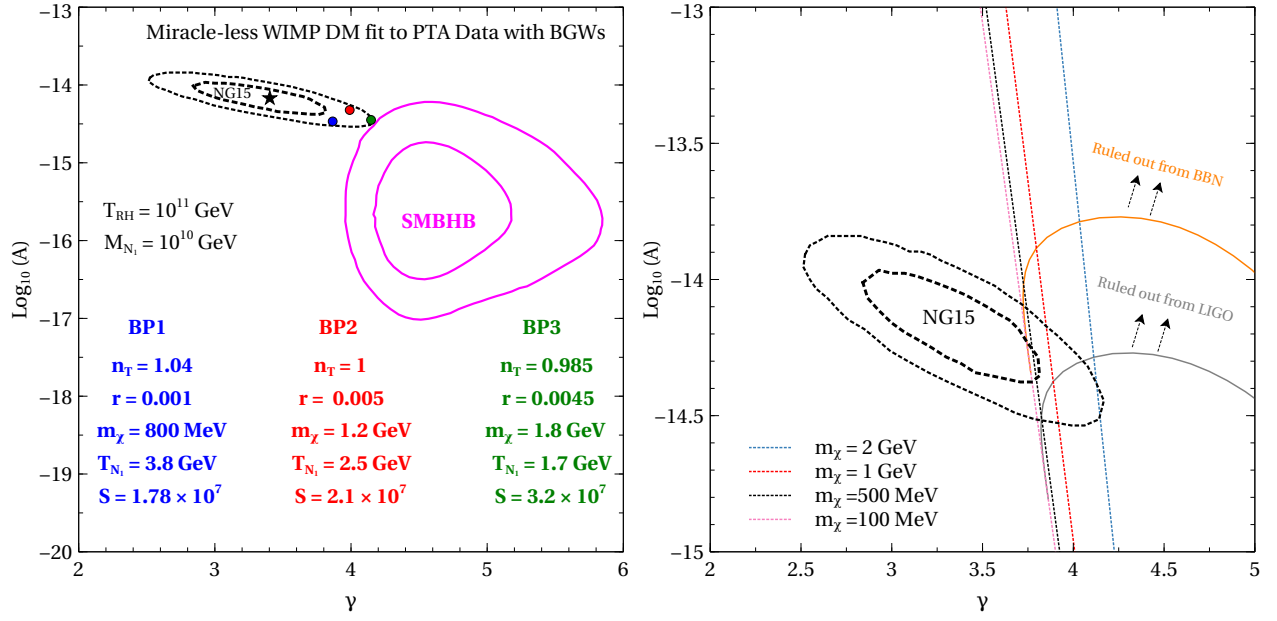 Miracle-less WIMP DM fit to PTA Data with BGWs
NG15
SMBHB
T_RH = 10^11 GeV
M_N₁ = 10^10 GeV
BP1 BP2 BP3
n_T = 1.04 n_T = 1 n_T = 0.985
r = 0.001 r = 0.005 r = 0.0045
m_χ = 800 MeV m_χ = 1.2 GeV m_χ = 1.8 GeV
T_N₁ = 3.8 GeV T_N₁ = 2.5 GeV T_N₁ = 1.7 GeV
S = 1.78 × 10^7 S = 2.1 × 10^7 S = 3.2 × 10^7
Log₁₀ (A)
−13
−14
−15
−16
−17
−18
−19
−20
2 3 4 5 6
γ
Ruled out from BBN
Ruled out from LIGO
NG15
m_χ = 2 GeV
m_χ = 1 GeV
m_χ =500 MeV
m_χ =100 MeV
Log₁₀ (A)
−13
−13.5
−14
−14.5
−15
2 2.5 3 3.5 4 4.5 5
γ